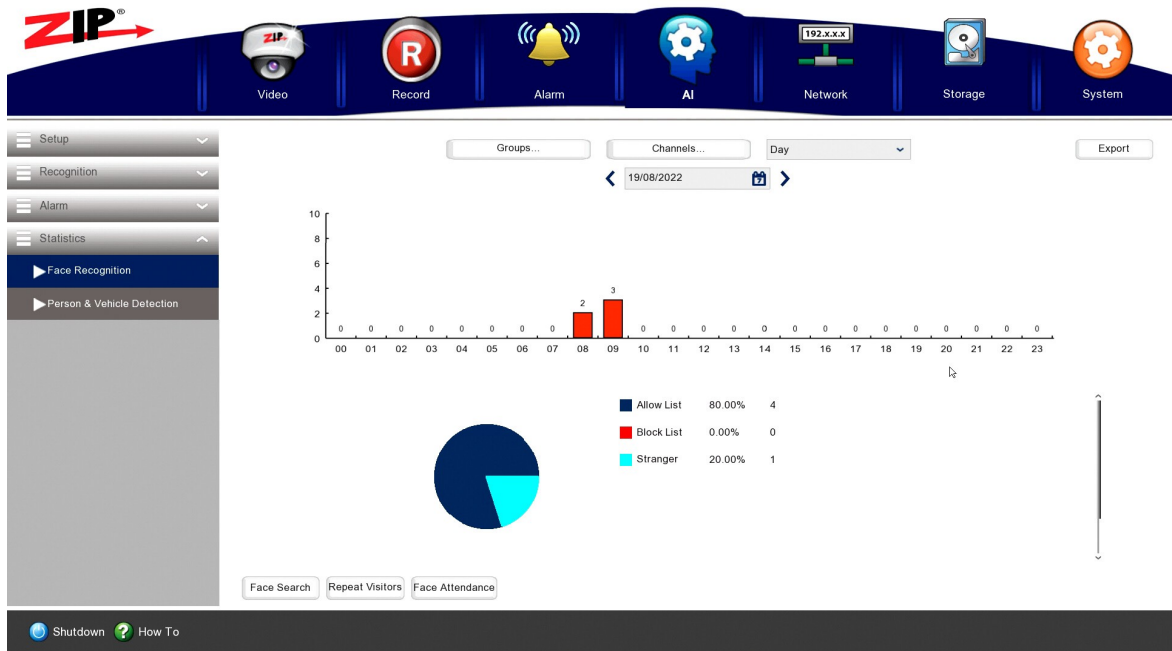 ZIP®
ZIP
R
192.x.x.x
Video Record Alarm AI Network Storage System
Setup
Recognition
Alarm
Statistics
Face Recognition
Person & Vehicle Detection
Groups... Channels... Day Export
19/08/2022
10
8
6
4
2
0
0 0 0 0 0 0 0 0 2 3 0 0 0 0 0 0 0 0 0 0 0 0 0 0
00 01 02 03 04 05 06 07 08 09 10 11 12 13 14 15 16 17 18 19 20 21 22 23
Allow List 80.00% 4
Block List 0.00% 0
Stranger 20.00% 1
Face Search Repeat Visitors Face Attendance
Shutdown ? How To